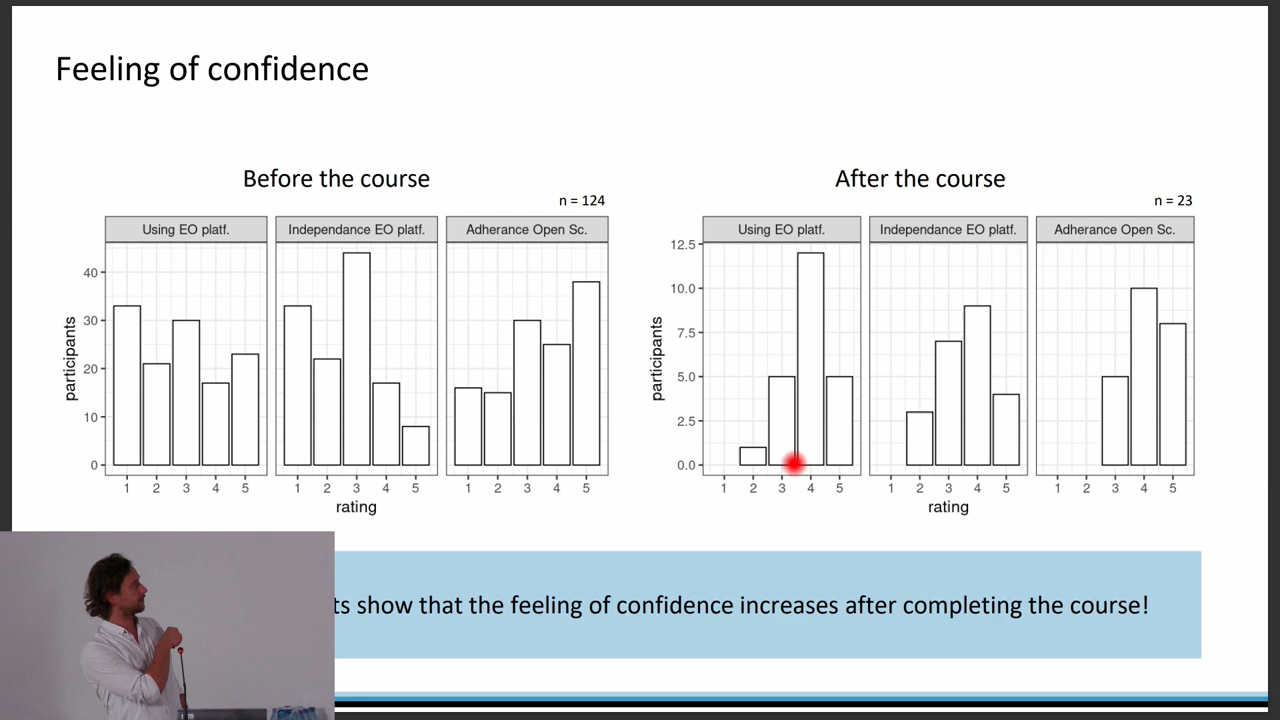 Feeling of confidence
Before the course
n = 124
Using EO platf.
Independance EO platf.
Adherance Open Sc.
participants
40
30
20
10
0
1 2 3 4 5
1 2 3 4 5
1 2 3 4 5
rating
After the course
n = 23
Using EO platf.
Independance EO platf.
Adherance Open Sc.
participants
12.5
10.0
7.5
5.0
2.5
0.0
1 2 3 4 5
1 2 3 4 5
1 2 3 4 5
rating
show that the feeling of confidence increases after completing the course!